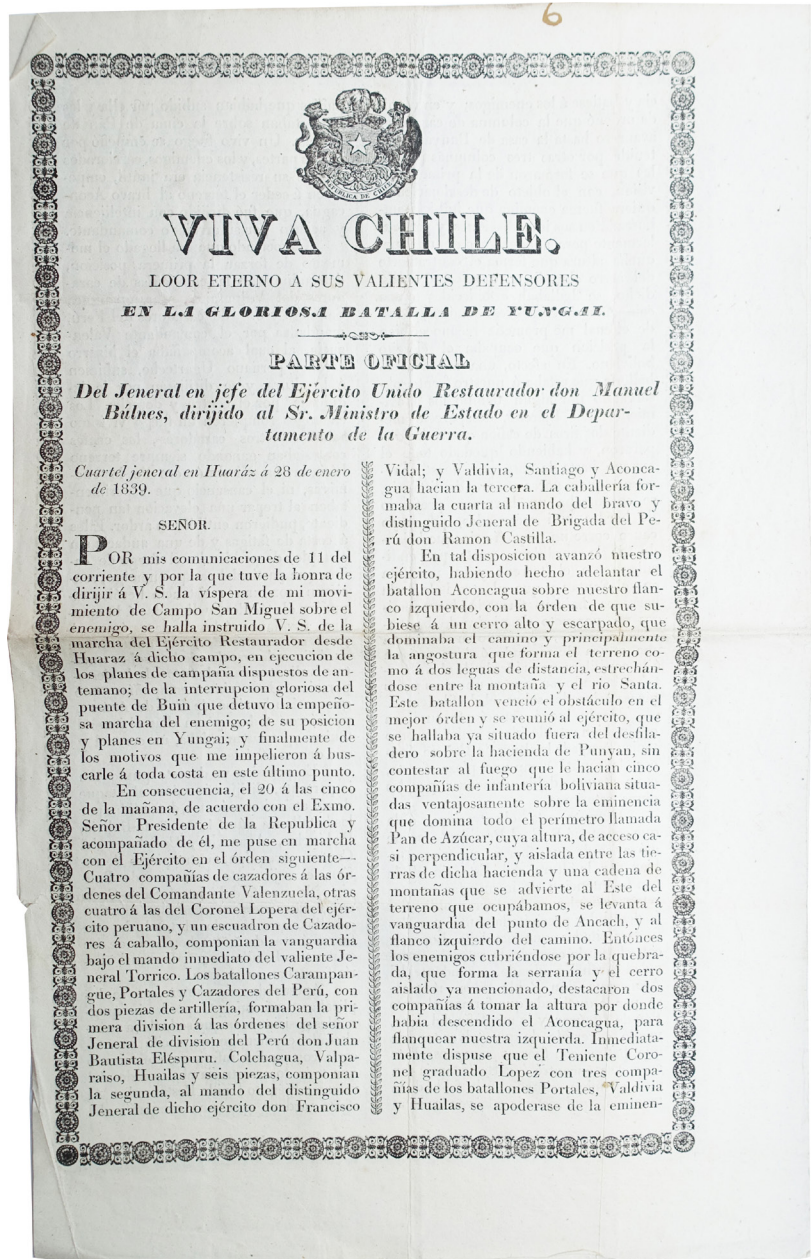 6
REPUBLICA DE CHILE
VIVA CHILE.
LOOR ETERNO A SUS VALIENTES DEFENSORES
EN LA GLORIOSA BATALLA DE YUNGAI.
PARTE OFICIAL
Del Jeneral en jefe del Ejército Unido Restaurador don Manuel
Búlnes, dirijido al Sr. Ministro de Estado en el Depar-
tamento de la Guerra.
Cuartel jeneral en Huaráz á 28 de enero
de 1839.
SEÑOR.
POR mis comunicaciones de 11 del
corriente y por la que tuve la honra de
dirijir á V. S. la víspera de mi movi-
miento de Campo San Miguel sobre el
enemigo, se halla instruido V. S. de la
marcha del Ejército Restaurador desde
Huaraz á dicho campo, en ejecucion de
los planes de campaña dispuestos de an-
temano; de la interrupcion gloriosa del
puente de Buin que detuvo la empeño-
sa marcha del enemigo; de su posicion
y planes en Yungai; y finalmente de
los motivos que me impelieron á bus-
carle á toda costa en este último punto.
En consecuencia, el 20 á las cinco
de la mañana, de acuerdo con el Exmo.
Señor Presidente de la Republica y
acompañado de él, me puse en marcha
con el Ejército en el órden siguiente—
Cuatro compañías de cazadores á las ór-
denes del Comandante Valenzuela, otras
cuatro á las del Coronel Lopera del ejér-
cito peruano, y un escuadron de Cazado-
res á caballo, componian la vanguardia
bajo el mando inmediato del valiente Je-
neral Torrico. Los batallones Carampan-
gue, Portales y Cazadores del Perú, con
dos piezas de artillería, formaban la pri-
mera division á las órdenes del señor
Jeneral de division del Perú don Juan
Bautista Eléspuru. Colchagua, Valpa-
raiso, Huailas y seis piezas, componian
la segunda, al mando del distinguido
Jeneral de dicho ejército don Francisco
Vidal; y Valdivia, Santiago y Aconca-
gua hacian la tercera. La caballería for-
maba la cuarta al mando del bravo y
distinguido Jeneral de Brigada del Pe-
rú don Ramon Castilla.
En tal disposicion avanzó nuestro
ejército, habiendo hecho adelantar el
batallon Aconcagua sobre nuestro flan-
co izquierdo, con la órden de que su-
biese á un cerro alto y escarpado, que
dominaba el camino y principalmente
la angostura que forma el terreno co-
mo á dos leguas de distancia, estrechán-
dose entre la montaña y el rio Santa.
Este batallon venció el obstáculo en el
mejor órden y se reunió al ejército, que
se hallaba ya situado fuera del desfila-
dero sobre la hacienda de Punyan, sin
contestar al fuego que le hacian cinco
compañías de infantería boliviana situa-
das ventajosamente sobre la eminencia
que domina todo el perímetro llamada
Pan de Azúcar, cuya altura, de acceso ca-
si perpendicular, y aislada entre las tie-
rras de dicha hacienda y una cadena de
montañas que se advierte al Este del
terreno que ocupábamos, se levanta á
vanguardia del punto de Ancach, y al
flanco izquierdo del camino. Entónces
los enemigos cubriéndose por la quebra-
da, que forma la serranía y el cerro
aislado ya mencionado, destacaron dos
compañías á tomar la altura por donde
habia descendido el Aconcagua, para
flanquear nuestra izquierda. Inmediata-
mente dispuse que el Teniente Coro-
nel graduado Lopez con tres compa-
ñías de los batallones Portales, Valdivia
y Huailas, se apoderase de la eminen-